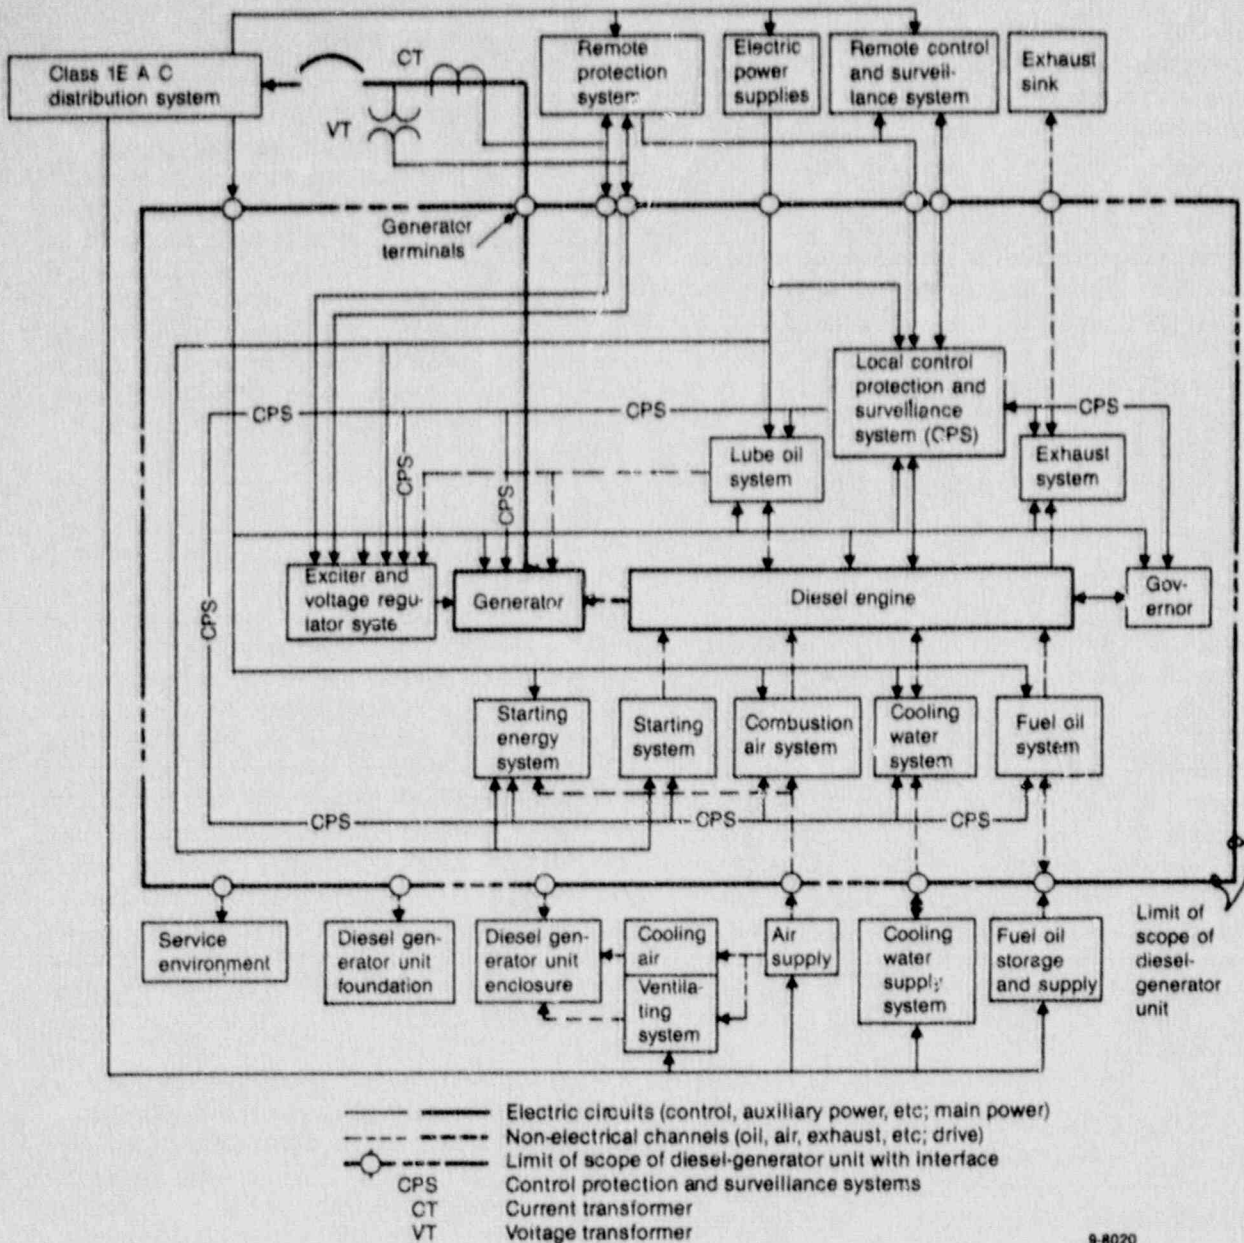 Class 1E A C
distribution system
CT
VT
Remote
protection
system
Electric
power
supplies
Remote control
and surveil-
lance system
Exhaust
sink
Generator
terminals
Local control
protection and
surveillance
system (CPS)
CPS
CPS
CPS
CPS
CPS
CPS
Lube oil
system
Exhaust
system
Exciter and
voltage regu-
lator syste
Generator
Diesel engine
Gov-
ernor
Starting
energy
system
Starting
system
Combustion
air system
Cooling
water
system
Fuel oil
system
CPS
CPS
CPS
Service
environment
Diesel gen-
erator unit
foundation
Diesel gen-
erator unit
enclosure
Cooling
air
Ventila-
ting
system
Air
supply
Cooling
water
supply
system
Fuel oil
storage
and supply
Limit of
scope of
diesel-
generator
unit
Electric circuits (control, auxiliary power, etc; main power)
Non-electrical channels (oil, air, exhaust, etc; drive)
Limit of scope of diesel-generator unit with interface
CPS Control protection and surveillance systems
CT Current transformer
VT Voltage transformer
9-8020